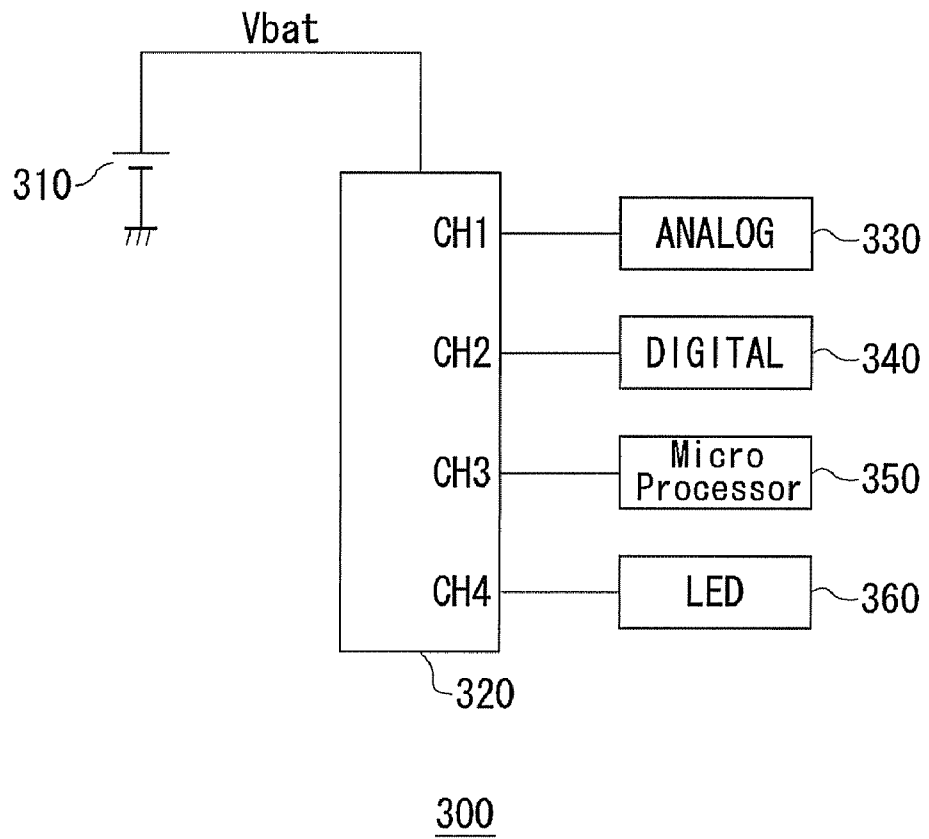 Vbat
310
CH1
ANALOG
330
CH2
DIGITAL
340
CH3
Micro
Processor
350
CH4
LED
360
320
300